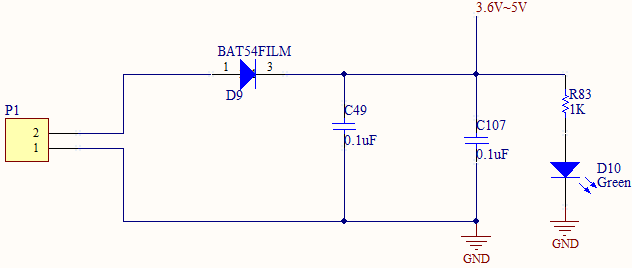 3.6V~5V
BAT54FILM
1
3
D9
R83
1K
C49
0.1uF
P1
2
1
C107
0.1uF
D10
Green
GND
GND